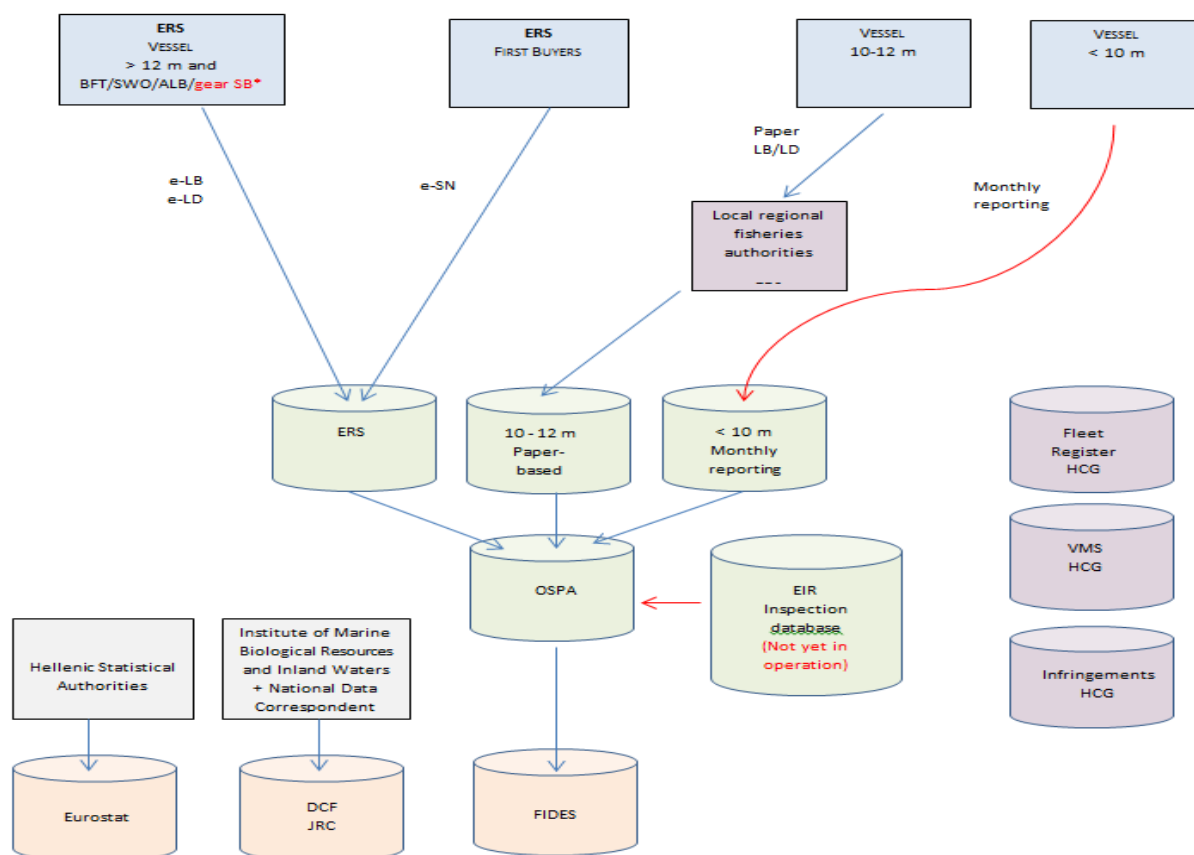 ERS
VESSEL
> 12 m and
BFT/SWO/ALB/gear SB*
ERS
FIRST BUYERS
VESSEL
10-12 m
VESSEL
< 10 m
e-LB
e-LD
e-SN
Paper
LB/LD
Monthly
reporting
Local regional
fisheries
authorities
---
ERS
10 - 12 m
Paper-
based
< 10 m
Monthly
reporting
Fleet
Register
HCG
OSPA
EIR
Inspection
database
(Not yet in
operation)
VMS
HCG
Hellenic Statistical
Authorities
Institute of Marine
Biological Resources
and Inland Waters
+ National Data
Correspondent
Infringements
HCG
Eurostat
DCF
JRC
FIDES